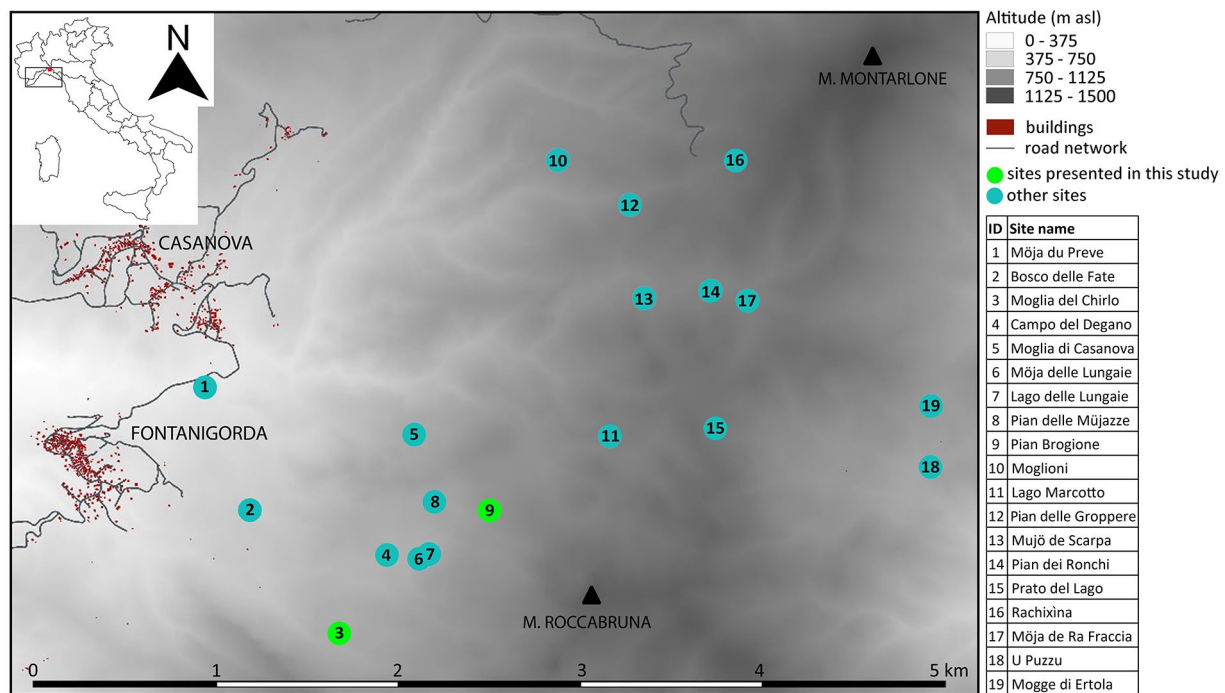 N
M. MONTARLONE
10
16
12
CASANOVA
13
14
17
1
19
FONTANIGORDA
5
11
15
18
8
2
9
4
6
7
M. ROCCABRUNA
3
0
1
2
3
4
5 km
Altitude (m asl)
0 - 375
375 - 750
750 - 1125
1125 - 1500
buildings
road network
sites presented in this study
other sites
ID Site name
1 Möja du Preve
2 Bosco delle Fate
3 Moglia del Chirlo
4 Campo del Degano
5 Moglia di Casanova
6 Möja delle Lungaie
7 Lago delle Lungaie
8 Pian delle Müjazze
9 Pian Brogione
10 Moglioni
11 Lago Marcotto
12 Pian delle Groppere
13 Mujö de Scarpa
14 Pian dei Ronchi
15 Prato del Lago
16 Rachixìna
17 Möja de Ra Fraccia
18 U Puzzu
19 Mogge di Ertola